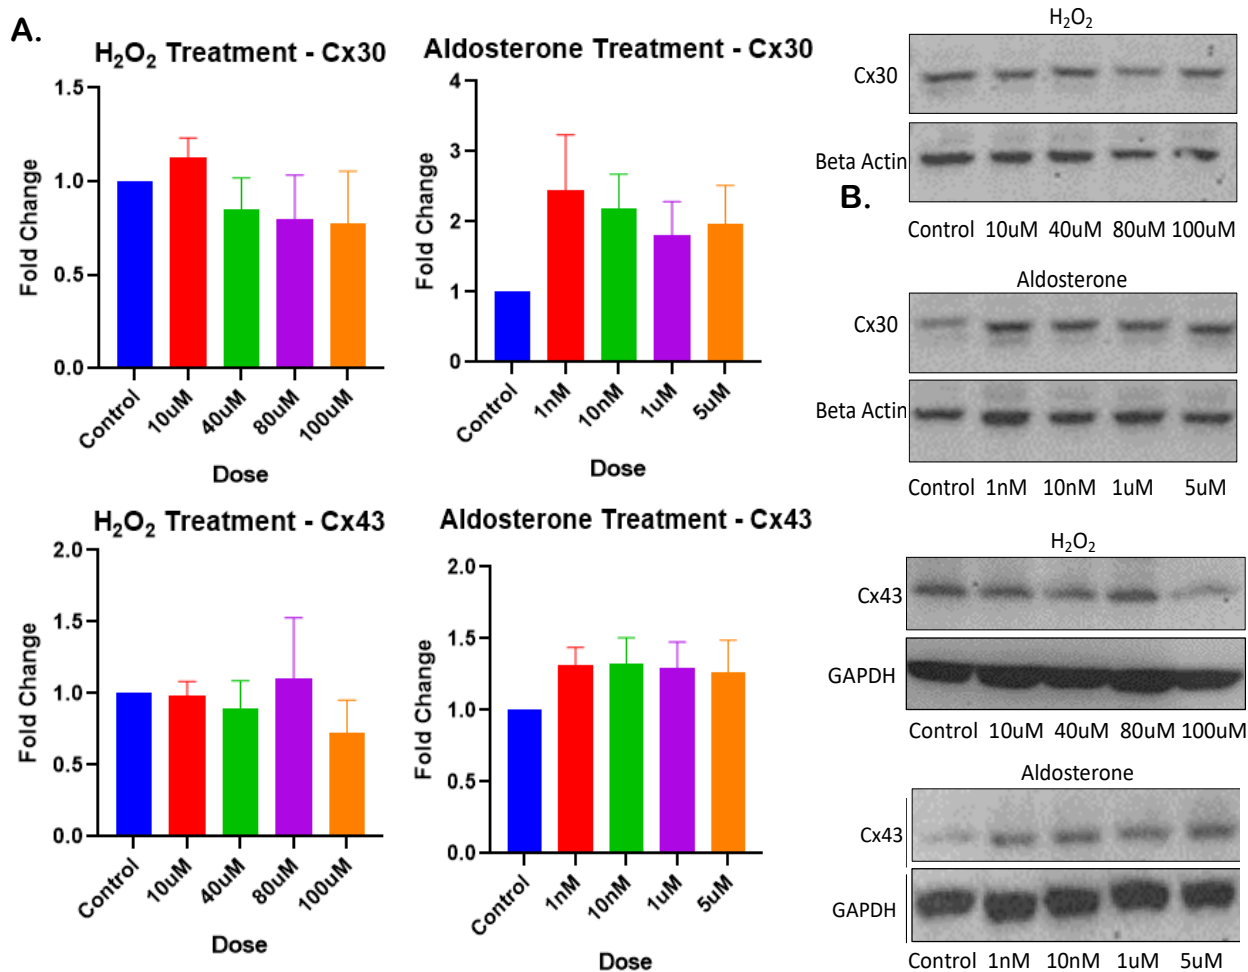 A.
H₂O₂ Treatment - Cx30
Fold Change
1.5
1.0
0.5
0.0
Control
10uM
40uM
80uM
100uM
Dose
Aldosterone Treatment - Cx30
Fold Change
4
3
2
1
0
Control
1nM
10nM
1uM
5uM
Dose
H₂O₂ Treatment - Cx43
Fold Change
2.0
1.5
1.0
0.5
0.0
Control
10uM
40uM
80uM
100uM
Dose
Aldosterone Treatment - Cx43
Fold Change
2.0
1.5
1.0
0.5
0.0
Control
1nM
10nM
1uM
5uM
Dose
B.
H₂O₂
Cx30
Beta Actin
Control 10uM 40uM 80uM 100uM
Aldosterone
Cx30
Beta Actin
Control 1nM 10nM 1uM 5uM
H₂O₂
Cx43
GAPDH
Control 10uM 40uM 80uM 100uM
Aldosterone
Cx43
GAPDH
Control 1nM 10nM 1uM 5uM